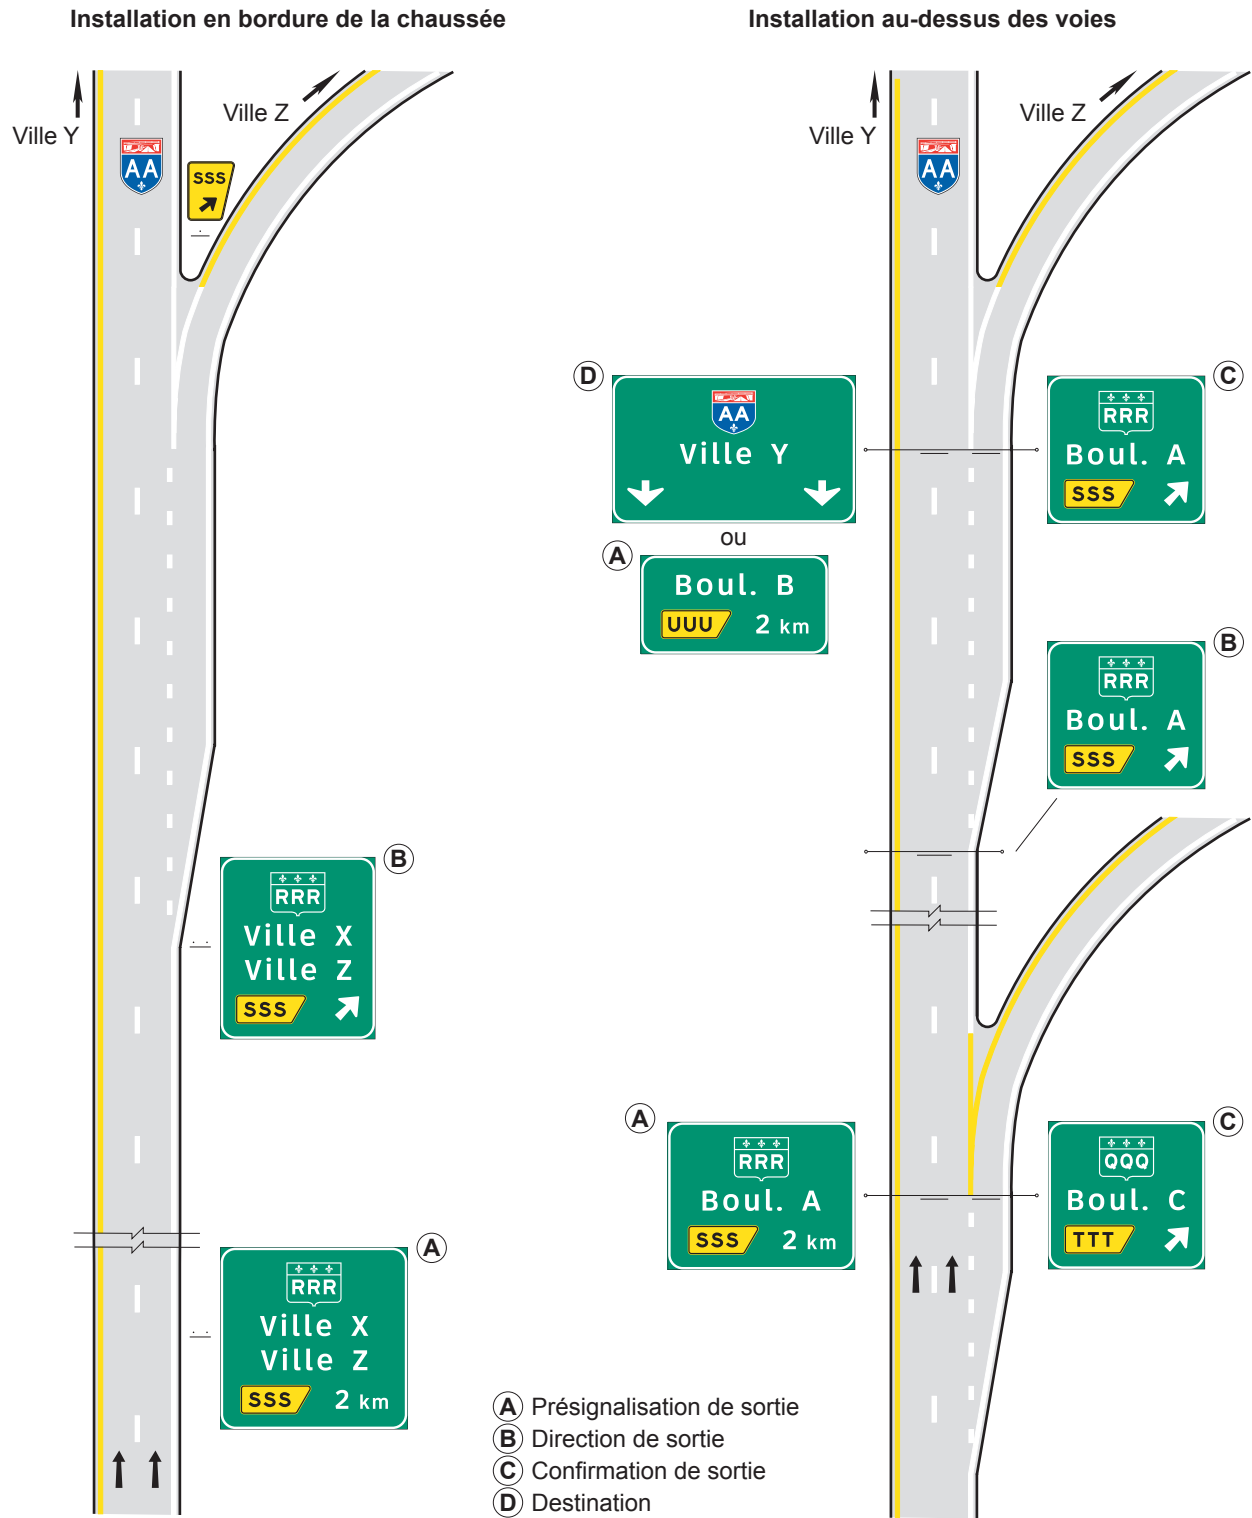 Installation en bordure de la chaussée
Ville Y
Ville Z
AA
SSS
B
RRR
Ville X
Ville Z
SSS
A
RRR
Ville X
Ville Z
SSS 2 km
Installation au-dessus des voies
Ville Y
Ville Z
AA
D
AA
Ville Y
ou
A
Boul. B
UUU 2 km
C
RRR
Boul. A
SSS
B
RRR
Boul. A
SSS
A
RRR
Boul. A
SSS 2 km
C
QQQ
Boul. C
TTT
A Présignalisation de sortie
B Direction de sortie
C Confirmation de sortie
D Destination